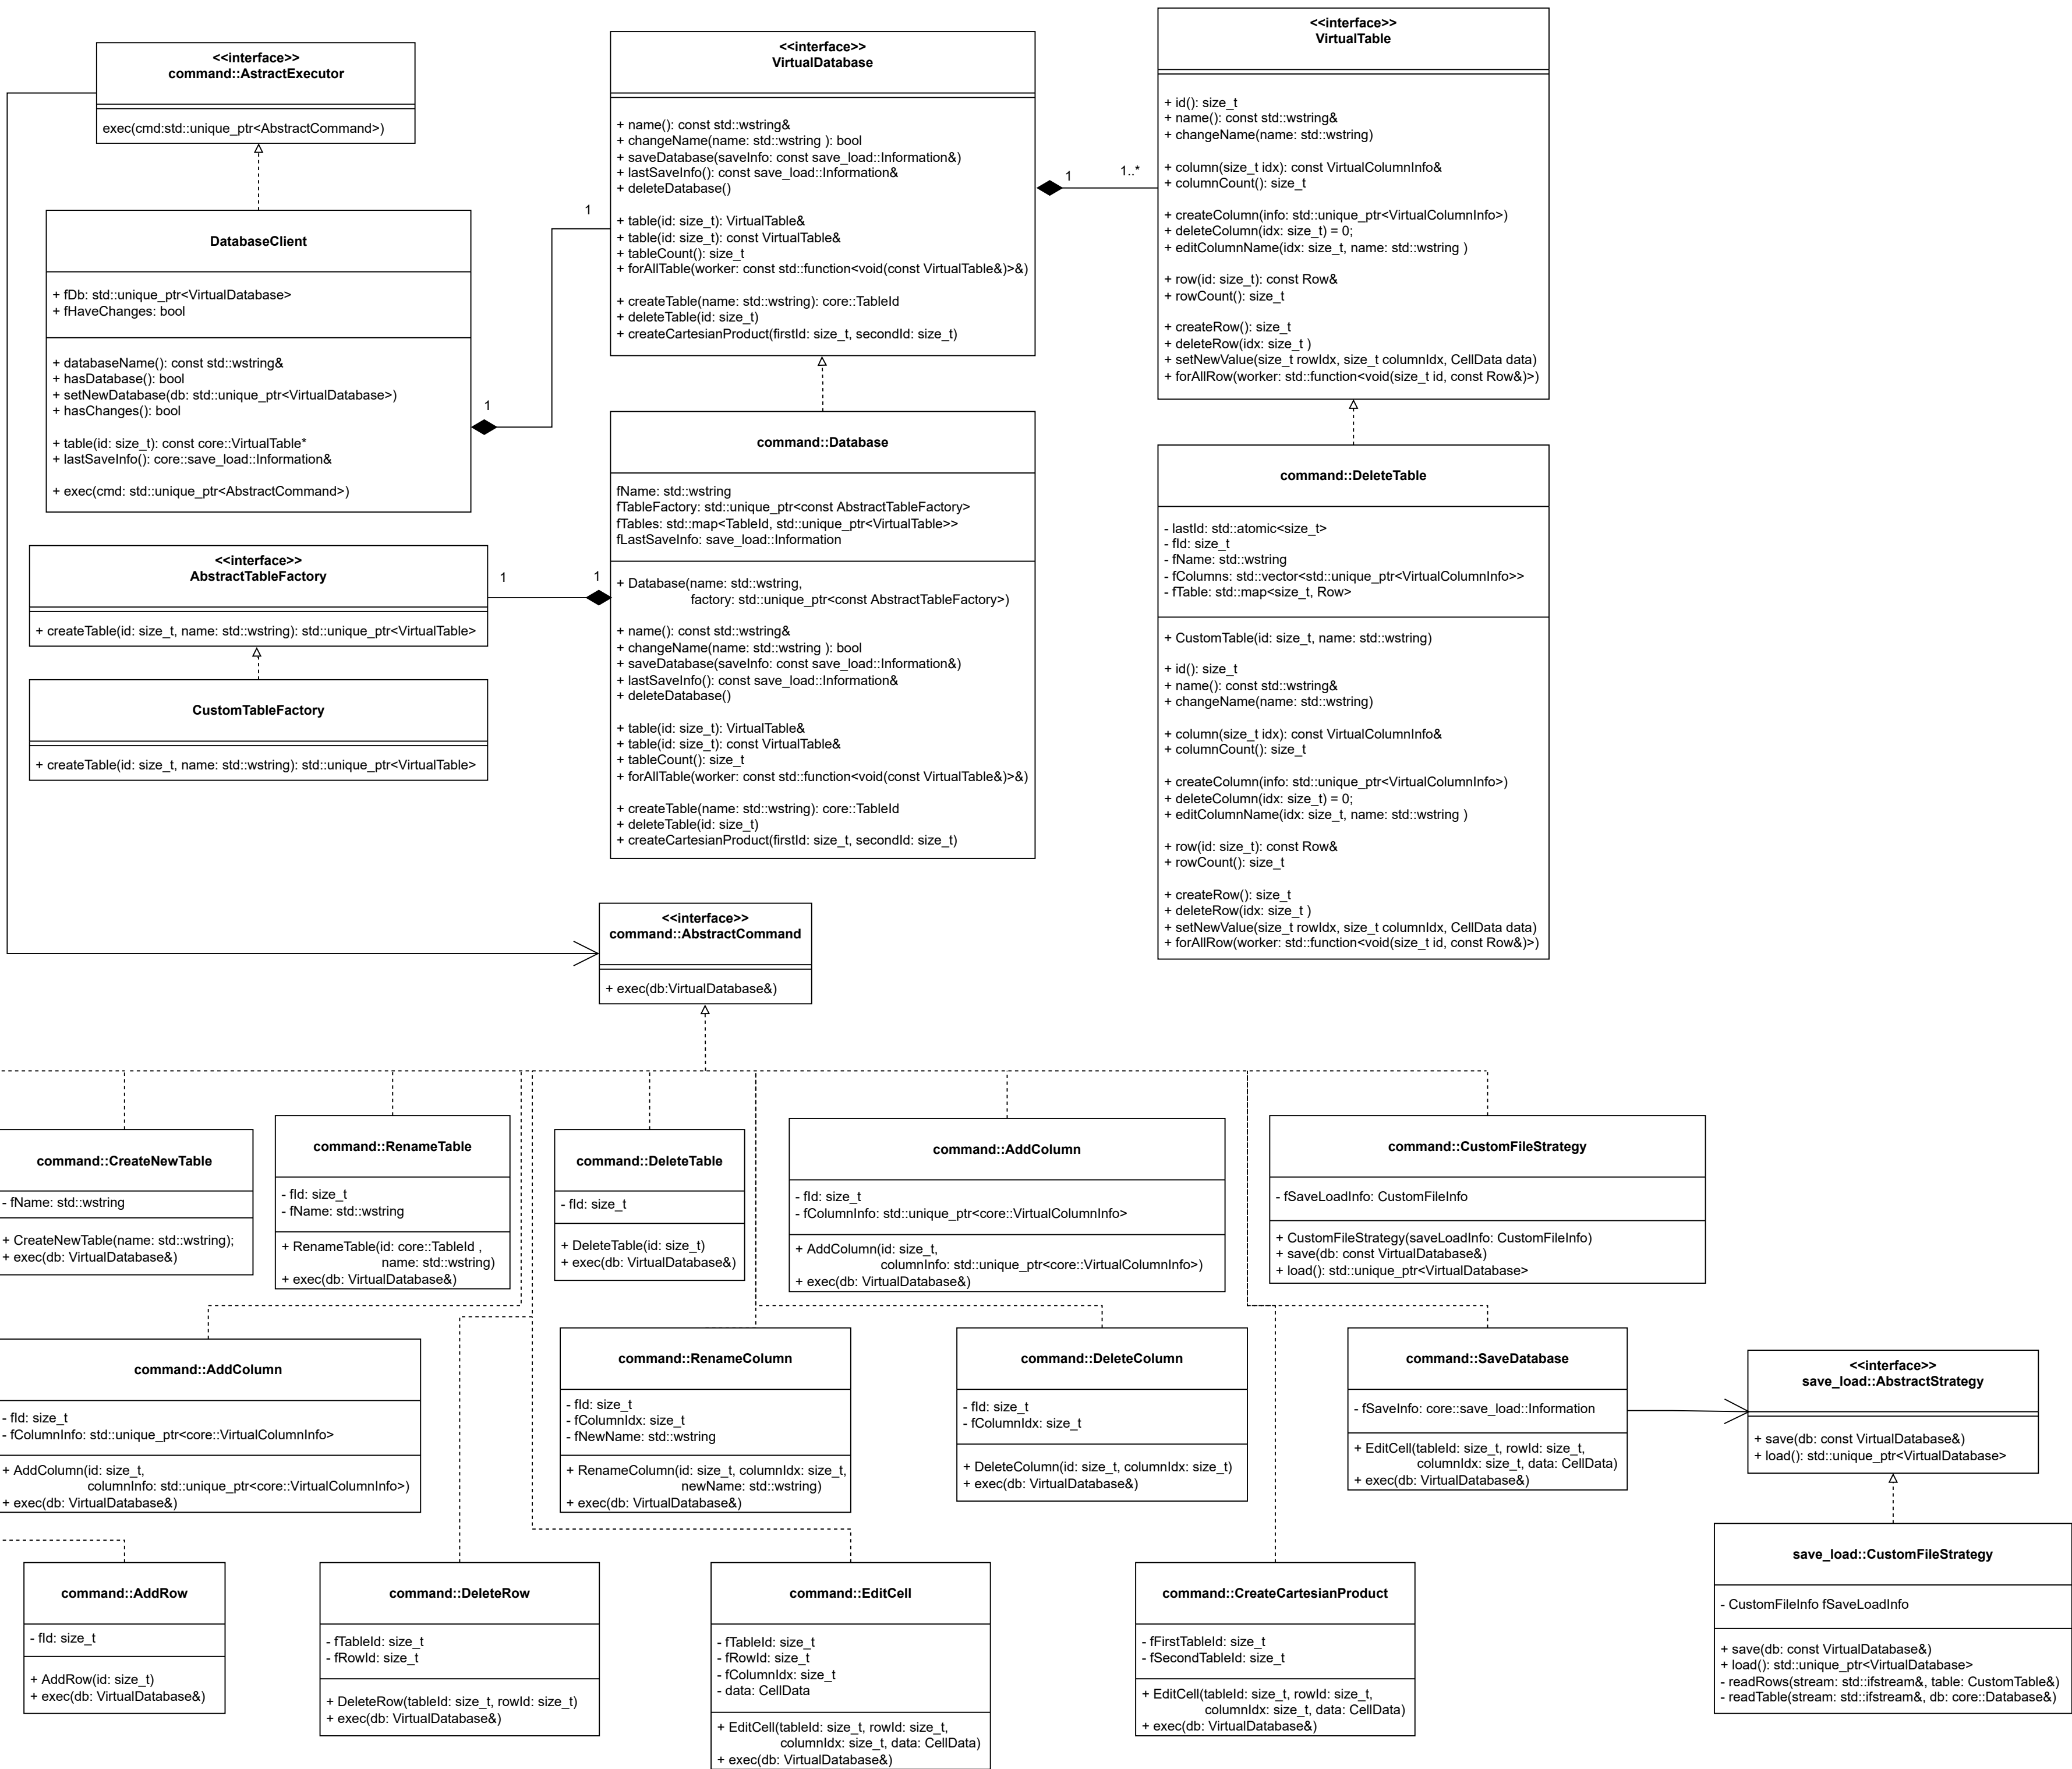 <<interface>>
command::AstractExecutor
exec(cmd:std::unique_ptr<AbstractCommand>)
DatabaseClient
+ fDb: std::unique_ptr<VirtualDatabase>
+ fHaveChanges: bool
+ databaseName(): const std::wstring&
+ hasDatabase(): bool
+ setNewDatabase(db: std::unique_ptr<VirtualDatabase>)
+ hasChanges(): bool
+ table(id: size_t): const core::VirtualTable*
+ lastSaveInfo(): core::save_load::Information&
+ exec(cmd: std::unique_ptr<AbstractCommand>)
1
1
<<interface>>
AbstractTableFactory
+ createTable(id: size_t, name: std::wstring): std::unique_ptr<VirtualTable>
1
1
CustomTableFactory
+ createTable(id: size_t, name: std::wstring): std::unique_ptr<VirtualTable>
<<interface>>
VirtualDatabase
+ name(): const std::wstring&
+ changeName(name: std::wstring ): bool
+ saveDatabase(saveInfo: const save_load::Information&)
+ lastSaveInfo(): const save_load::Information&
+ deleteDatabase()
+ table(id: size_t): VirtualTable&
+ table(id: size_t): const VirtualTable&
+ tableCount(): size_t
+ forAllTable(worker: const std::function<void(const VirtualTable&)>&)
+ createTable(name: std::wstring): core::TableId
+ deleteTable(id: size_t)
+ createCartesianProduct(firstId: size_t, secondId: size_t)
1
1..*
command::Database
fName: std::wstring
fTableFactory: std::unique_ptr<const AbstractTableFactory>
fTables: std::map<TableId, std::unique_ptr<VirtualTable>>
fLastSaveInfo: save_load::Information
+ Database(name: std::wstring,
factory: std::unique_ptr<const AbstractTableFactory>)
+ name(): const std::wstring&
+ changeName(name: std::wstring ): bool
+ saveDatabase(saveInfo: const save_load::Information&)
+ lastSaveInfo(): const save_load::Information&
+ deleteDatabase()
+ table(id: size_t): VirtualTable&
+ table(id: size_t): const VirtualTable&
+ tableCount(): size_t
+ forAllTable(worker: const std::function<void(const VirtualTable&)>&)
+ createTable(name: std::wstring): core::TableId
+ deleteTable(id: size_t)
+ createCartesianProduct(firstId: size_t, secondId: size_t)
<<interface>>
VirtualTable
+ id(): size_t
+ name(): const std::wstring&
+ changeName(name: std::wstring)
+ column(size_t idx): const VirtualColumnInfo&
+ columnCount(): size_t
+ createColumn(info: std::unique_ptr<VirtualColumnInfo>)
+ deleteColumn(idx: size_t) = 0;
+ editColumnName(idx: size_t, name: std::wstring )
+ row(id: size_t): const Row&
+ rowCount(): size_t
+ createRow(): size_t
+ deleteRow(idx: size_t )
+ setNewValue(size_t rowIdx, size_t columnIdx, CellData data)
+ forAllRow(worker: std::function<void(size_t id, const Row&)>)
command::DeleteTable
- lastId: std::atomic<size_t>
- fId: size_t
- fName: std::wstring
- fColumns: std::vector<std::unique_ptr<VirtualColumnInfo>>
- fTable: std::map<size_t, Row>
+ CustomTable(id: size_t, name: std::wstring)
+ id(): size_t
+ name(): const std::wstring&
+ changeName(name: std::wstring)
+ column(size_t idx): const VirtualColumnInfo&
+ columnCount(): size_t
+ createColumn(info: std::unique_ptr<VirtualColumnInfo>)
+ deleteColumn(idx: size_t) = 0;
+ editColumnName(idx: size_t, name: std::wstring )
+ row(id: size_t): const Row&
+ rowCount(): size_t
+ createRow(): size_t
+ deleteRow(idx: size_t )
+ setNewValue(size_t rowIdx, size_t columnIdx, CellData data)
+ forAllRow(worker: std::function<void(size_t id, const Row&)>)
<<interface>>
command::AbstractCommand
+ exec(db:VirtualDatabase&)
command::CreateNewTable
- fName: std::wstring
+ CreateNewTable(name: std::wstring);
+ exec(db: VirtualDatabase&)
command::RenameTable
- fId: size_t
- fName: std::wstring
+ RenameTable(id: core::TableId ,
name: std::wstring)
+ exec(db: VirtualDatabase&)
command::DeleteTable
- fId: size_t
+ DeleteTable(id: size_t)
+ exec(db: VirtualDatabase&)
command::AddColumn
- fId: size_t
- fColumnInfo: std::unique_ptr<core::VirtualColumnInfo>
+ AddColumn(id: size_t,
columnInfo: std::unique_ptr<core::VirtualColumnInfo>)
+ exec(db: VirtualDatabase&)
command::CustomFileStrategy
- fSaveLoadInfo: CustomFileInfo
+ CustomFileStrategy(saveLoadInfo: CustomFileInfo)
+ save(db: const VirtualDatabase&)
+ load(): std::unique_ptr<VirtualDatabase>
command::AddColumn
- fId: size_t
- fColumnInfo: std::unique_ptr<core::VirtualColumnInfo>
+ AddColumn(id: size_t,
columnInfo: std::unique_ptr<core::VirtualColumnInfo>)
+ exec(db: VirtualDatabase&)
command::RenameColumn
- fId: size_t
- fColumnIdx: size_t
- fNewName: std::wstring
+ RenameColumn(id: size_t, columnIdx: size_t,
newName: std::wstring)
+ exec(db: VirtualDatabase&)
command::DeleteColumn
- fId: size_t
- fColumnIdx: size_t
+ DeleteColumn(id: size_t, columnIdx: size_t)
+ exec(db: VirtualDatabase&)
command::SaveDatabase
- fSaveInfo: core::save_load::Information
+ EditCell(tableId: size_t, rowId: size_t,
columnIdx: size_t, data: CellData)
+ exec(db: VirtualDatabase&)
<<interface>>
save_load::AbstractStrategy
+ save(db: const VirtualDatabase&)
+ load(): std::unique_ptr<VirtualDatabase>
command::AddRow
- fId: size_t
+ AddRow(id: size_t)
+ exec(db: VirtualDatabase&)
command::DeleteRow
- fTableId: size_t
- fRowId: size_t
+ DeleteRow(tableId: size_t, rowId: size_t)
+ exec(db: VirtualDatabase&)
command::EditCell
- fTableId: size_t
- fRowId: size_t
- fColumnIdx: size_t
- data: CellData
+ EditCell(tableId: size_t, rowId: size_t,
columnIdx: size_t, data: CellData)
+ exec(db: VirtualDatabase&)
command::CreateCartesianProduct
- fFirstTableId: size_t
- fSecondTableId: size_t
+ EditCell(tableId: size_t, rowId: size_t,
columnIdx: size_t, data: CellData)
+ exec(db: VirtualDatabase&)
save_load::CustomFileStrategy
- CustomFileInfo fSaveLoadInfo
+ save(db: const VirtualDatabase&)
+ load(): std::unique_ptr<VirtualDatabase>
- readRows(stream: std::ifstream&, table: CustomTable&)
- readTable(stream: std::ifstream&, db: core::Database&)